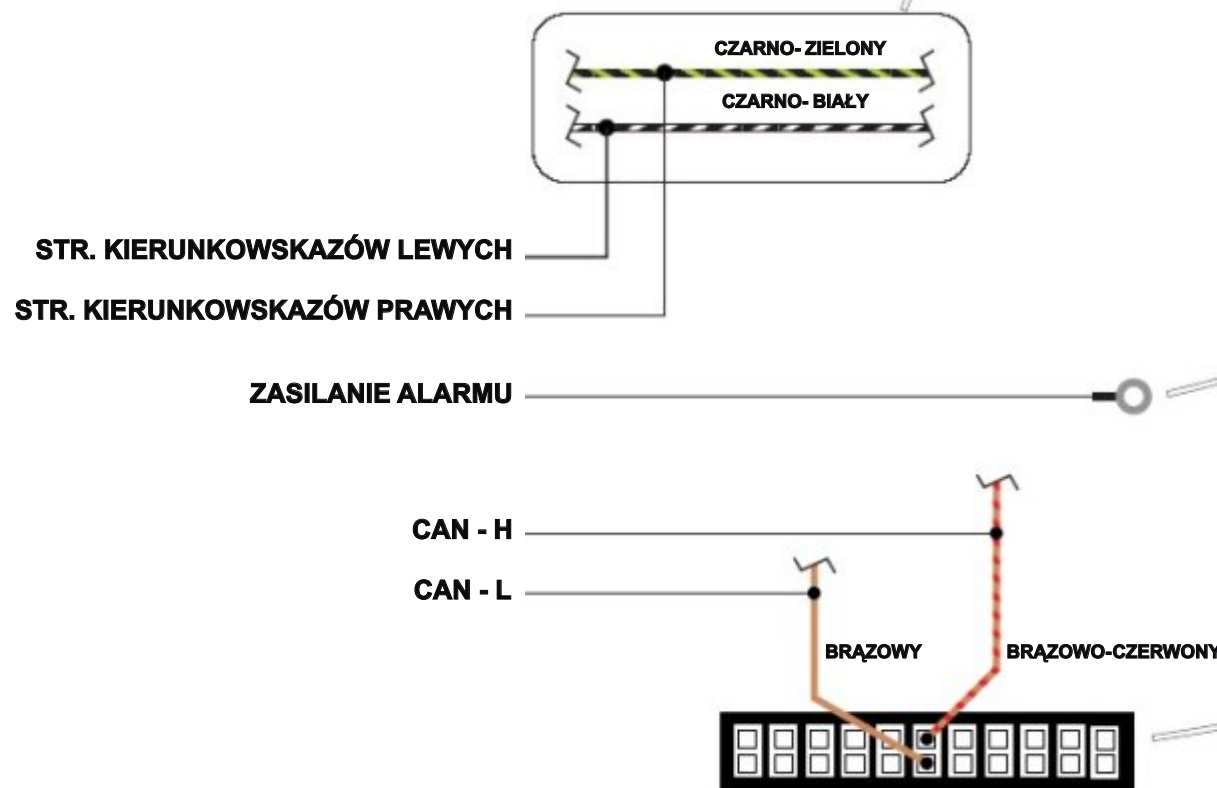 CZARNO- ZIELONY
CZARNO- BIAŁY
STR. KIERUNKOWSKAZÓW LEWYCH
STR. KIERUNKOWSKAZÓW PRAWYCH
ZASILANIE ALARMU
CAN - H
CAN - L
BRĄZOWY
BRĄZOWO-CZERWONY